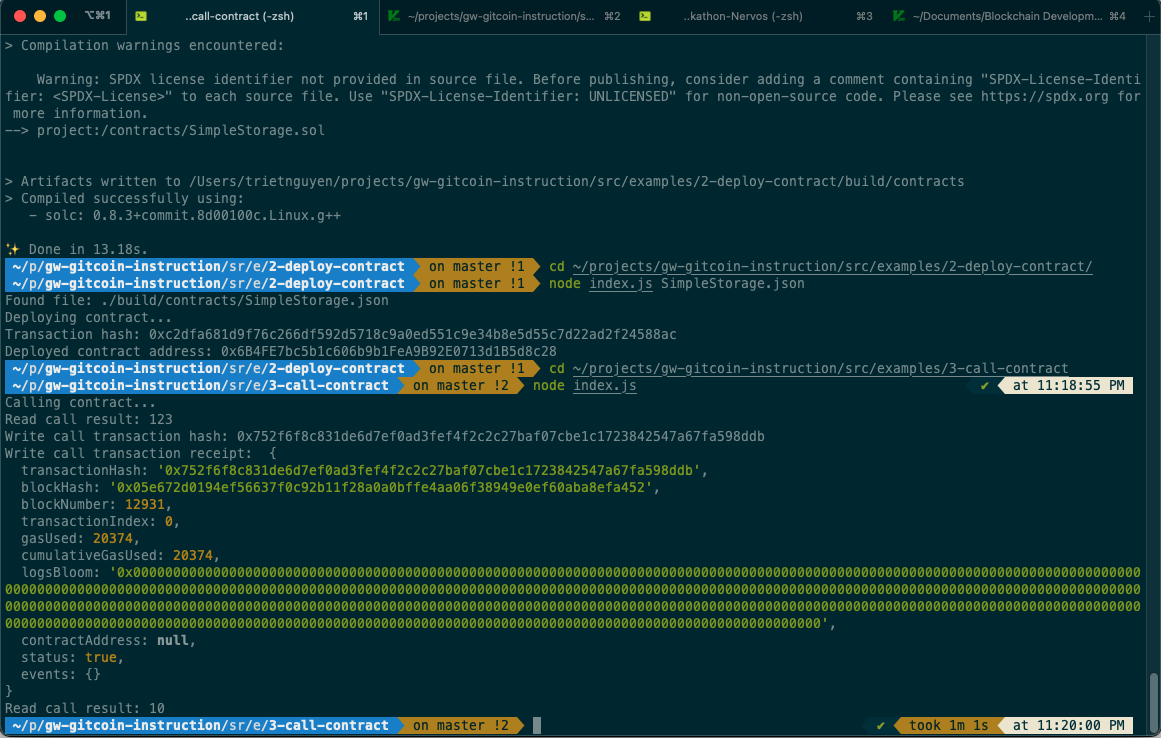 ⌥⌘1 ..call-contract (-zsh) ⌘1 ~/projects/gw-gitcoin-instruction/s... ⌘2 ..kathon-Nervos (-zsh) ⌘3 ~/Documents/Blockchain Developm... ⌘4
> Compilation warnings encountered:
Warning: SPDX license identifier not provided in source file. Before publishing, consider adding a comment containing "SPDX-License-Identi
fier: <SPDX-License>" to each source file. Use "SPDX-License-Identifier: UNLICENSED" for non-open-source code. Please see https://spdx.org for
more information.
--> project:/contracts/SimpleStorage.sol
> Artifacts written to /Users/trietnguyen/projects/gw-gitcoin-instruction/src/examples/2-deploy-contract/build/contracts
> Compiled successfully using:
- solc: 0.8.3+commit.8d00100c.Linux.g++
✨ Done in 13.18s.
~/p/gw-gitcoin-instruction/sr/e/2-deploy-contract on master !1 cd ~/projects/gw-gitcoin-instruction/src/examples/2-deploy-contract/
~/p/gw-gitcoin-instruction/sr/e/2-deploy-contract on master !1 node index.js SimpleStorage.json
Found file: ./build/contracts/SimpleStorage.json
Deploying contract...
Transaction hash: 0xc2dfa681d9f76c266df592d5718c9a0ed551c9e34b8e5d55c7d22ad2f24588ac
Deployed contract address: 0x6B4FE7bc5b1c606b9b1FeA9B92E0713d1B5d8c28
~/p/gw-gitcoin-instruction/sr/e/2-deploy-contract on master !1 cd ~/projects/gw-gitcoin-instruction/src/examples/3-call-contract
~/p/gw-gitcoin-instruction/sr/e/3-call-contract on master !2 node index.js ✔ at 11:18:55 PM
Calling contract...
Read call result: 123
Write call transaction hash: 0x752f6f8c831de6d7ef0ad3fef4f2c2c27baf07cbe1c1723842547a67fa598ddb
Write call transaction receipt:  {
transactionHash: '0x752f6f8c831de6d7ef0ad3fef4f2c2c27baf07cbe1c1723842547a67fa598ddb',
blockHash: '0x05e672d0194ef56637f0c92b11f28a0a0bffe4aa06f38949e0ef60aba8efa452',
blockNumber: 12931,
transactionIndex: 0,
gasUsed: 20374,
cumulativeGasUsed: 20374,
logsBloom: '0x000000000000000000000000000000000000000000000000000000000000000000000000000000000000000000000000000000000000000000000000000000
0000000000000000000000000000000000000000000000000000000000000000000000000000000000000000000000000000000000000000000000000000000000000000000000
0000000000000000000000000000000000000000000000000000000000000000000000000000000000000000000000000000000000000000000000000000000000000000000000
000000000000000000000000000000000000000000000000000000000000000000000000000000000000000000000000000000',
contractAddress: null,
status: true,
events: {}
}
Read call result: 10
~/p/gw-gitcoin-instruction/sr/e/3-call-contract on master !2 ✔ took 1m 1s at 11:20:00 PM